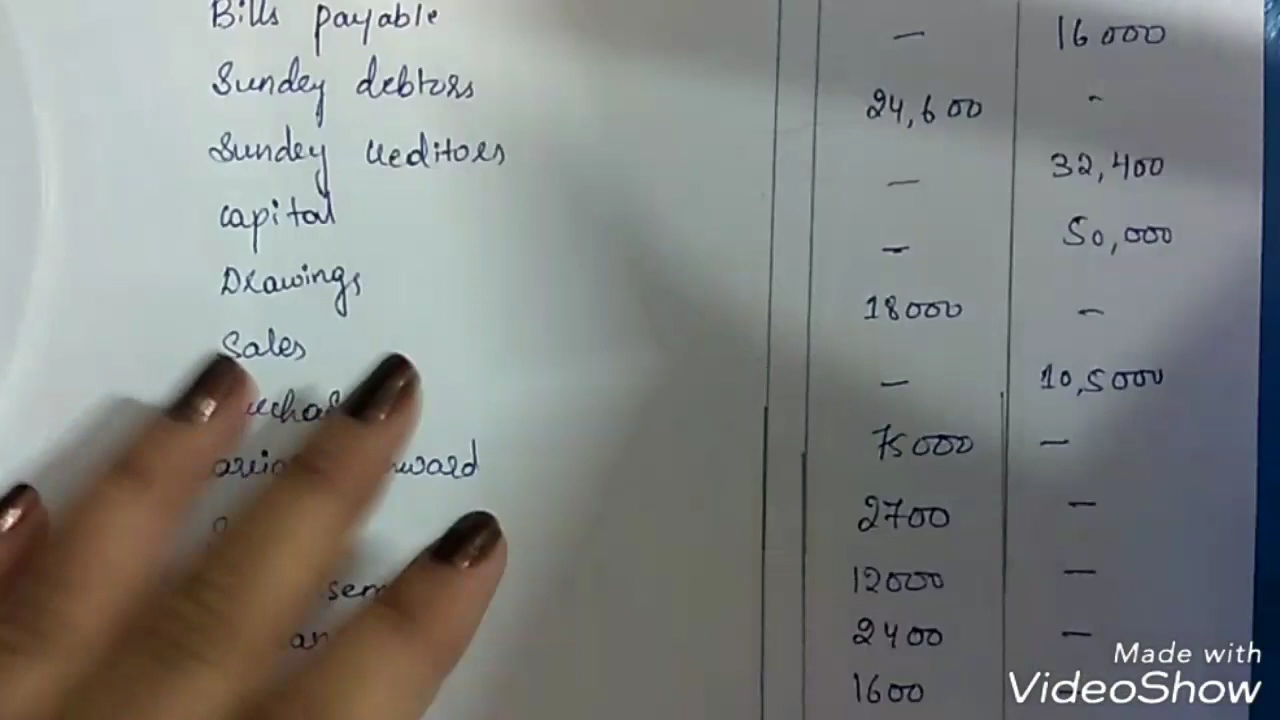 Bills payable — 16000
Sundey debtors 24,600 -
Sundey creditors — 32,400
capital — 50,000
Drawings 18000 —
Sales — 10,5000
75000 —
2700 —
12000 —
2400 —
1600
Made with
VideoShow